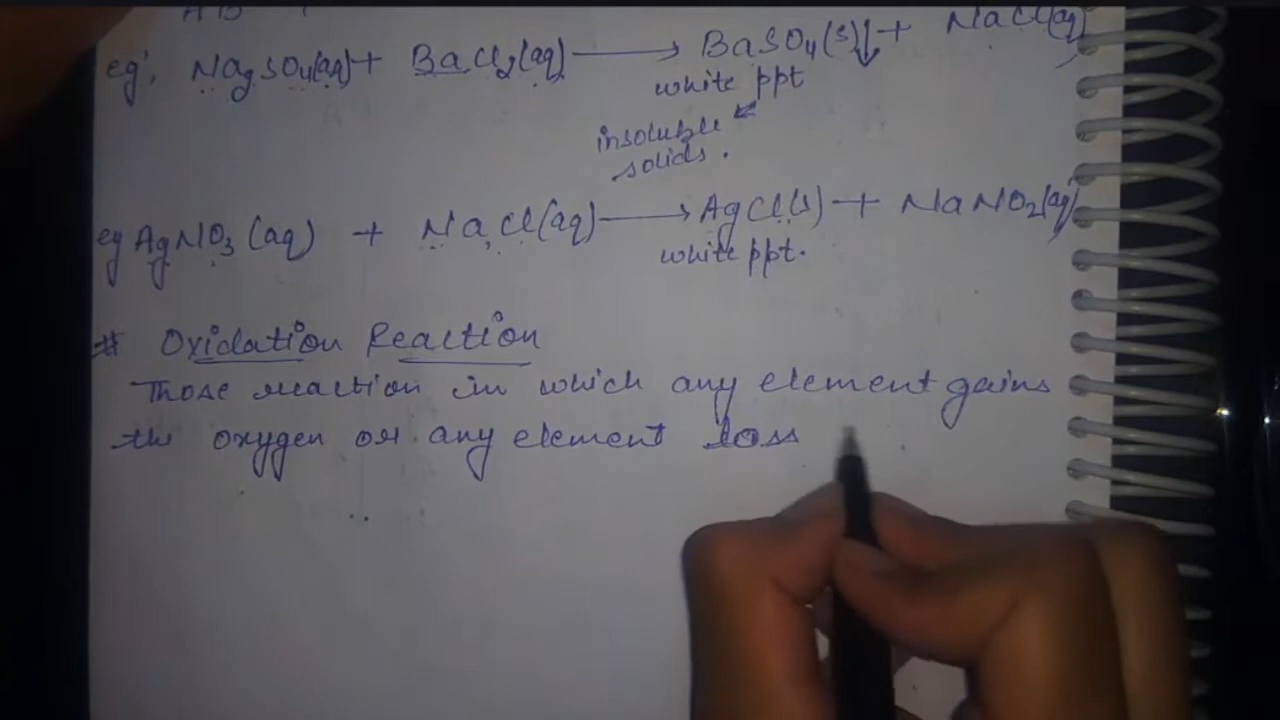 eg: Na2SO4(aq) + BaCl2(aq) → BaSO4(s)↓ + NaCl(aq)
white ppt
insoluble
solids.
eg AgNO3(aq) + NaCl(aq) → AgCl(s) + NaNO2(aq)
white ppt.
# Oxidation Reaction
Those reaction in which any element gains
the oxygen or any element loss